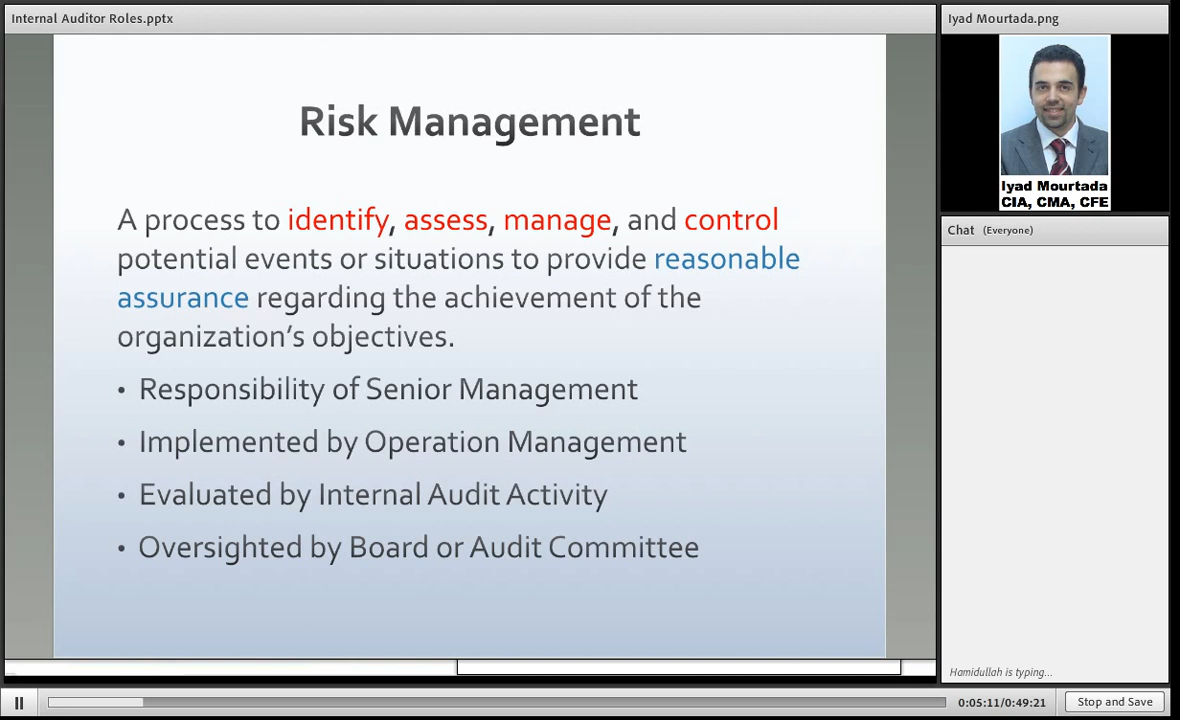 Internal Auditor Roles.pptx
Risk Management
A process to identify, assess, manage, and control
potential events or situations to provide reasonable
assurance regarding the achievement of the
organization's objectives.
• Responsibility of Senior Management
• Implemented by Operation Management
• Evaluated by Internal Audit Activity
• Oversighted by Board or Audit Committee
Iyad Mourtada.png
Iyad Mourtada
CIA, CMA, CFE
Chat (Everyone)
Hamidullah is typing...
0:05:11/0:49:21
Stop and Save